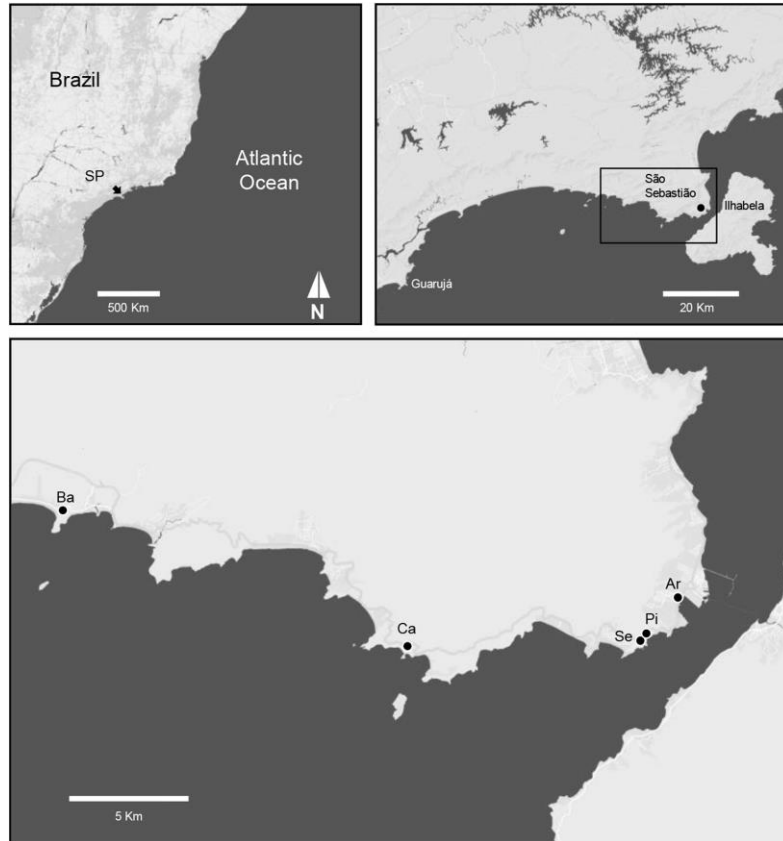 Brazil
SP
Atlantic
Ocean
500 Km
N
São
Sebastião
Ilhabela
Guarujá
20 Km
Ba
Ca
Se
Pi
Ar
5 Km